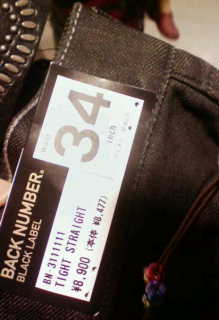 BACK NUMBER.
BLACK LABEL
Waist
34
inch
BN-3111111
TIGHT STRAIGHT
¥8,900 (本体 ¥8,477)